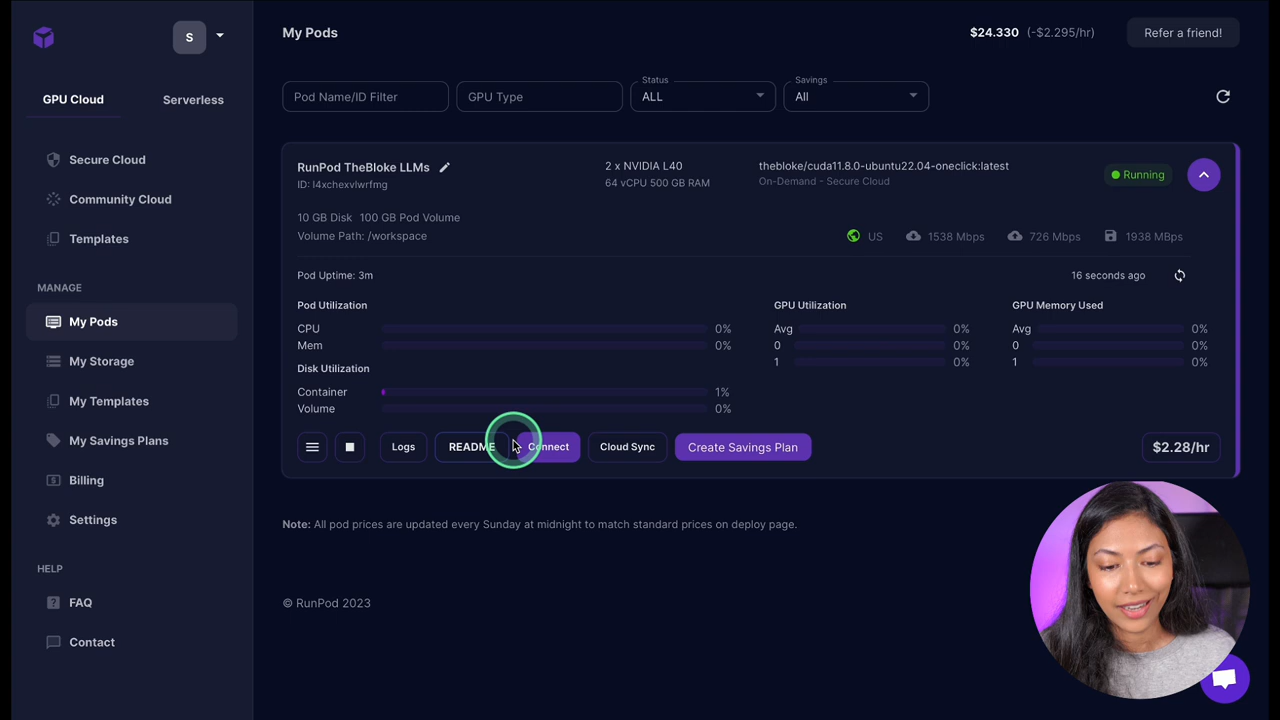 S
My Pods
$24.330 (-$2.295/hr)
Refer a friend!
GPU Cloud
Serverless
Secure Cloud
Community Cloud
Templates
MANAGE
My Pods
My Storage
My Templates
My Savings Plans
Billing
Settings
HELP
FAQ
Contact
Pod Name/ID Filter
GPU Type
Status
ALL
Savings
All
RunPod TheBloke LLMs
ID: l4xchexvlwrfmg
2 x NVIDIA L40
64 vCPU 500 GB RAM
thebloke/cuda11.8.0-ubuntu22.04-oneclick:latest
On-Demand - Secure Cloud
Running
10 GB Disk 100 GB Pod Volume
Volume Path: /workspace
US
1538 Mbps
726 Mbps
1938 MBps
Pod Uptime: 3m
16 seconds ago
Pod Utilization
CPU 0%
Mem 0%
Disk Utilization
Container 1%
Volume 0%
GPU Utilization
Avg 0%
0 0%
1 0%
GPU Memory Used
Avg 0%
0 0%
1 0%
Logs
README
Connect
Cloud Sync
Create Savings Plan
$2.28/hr
Note: All pod prices are updated every Sunday at midnight to match standard prices on deploy page.
© RunPod 2023